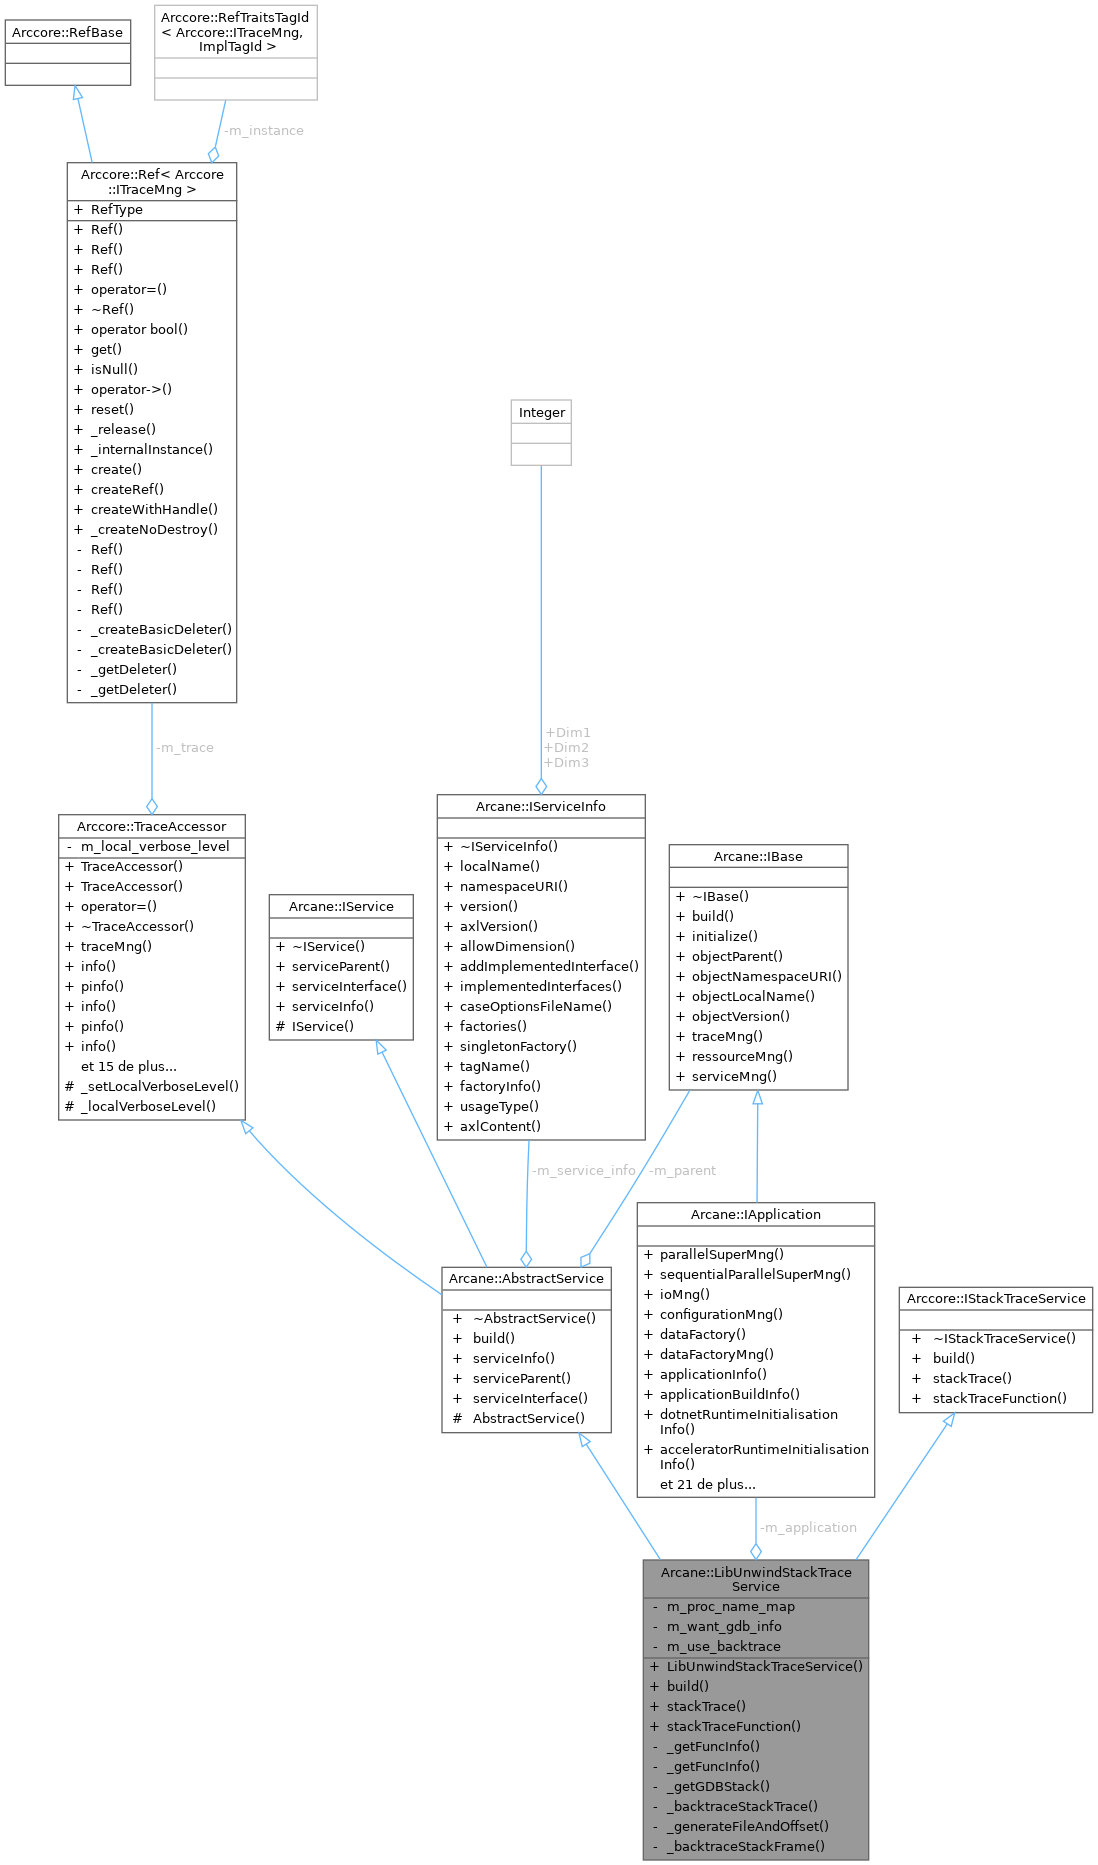 Arccore::RefBase
Arccore::RefTraitsTagId
< Arccore::ITraceMng,
ImplTagId >
-m_instance
Arccore::Ref< Arccore
::ITraceMng >
+ RefType
+ Ref()
+ Ref()
+ Ref()
+ operator=()
+ ~Ref()
+ operator bool()
+ get()
+ isNull()
+ operator->()
+ reset()
+ _release()
+ _internalInstance()
+ create()
+ createRef()
+ createWithHandle()
+ _createNoDestroy()
- Ref()
- Ref()
- Ref()
- Ref()
- _createBasicDeleter()
- _createBasicDeleter()
- _getDeleter()
- _getDeleter()
-m_trace
Arccore::TraceAccessor
- m_local_verbose_level
+ TraceAccessor()
+ TraceAccessor()
+ operator=()
+ ~TraceAccessor()
+ traceMng()
+ info()
+ pinfo()
+ info()
+ pinfo()
+ info()
et 15 de plus...
# _setLocalVerboseLevel()
# _localVerboseLevel()
Arcane::IService
+ ~IService()
+ serviceParent()
+ serviceInterface()
+ serviceInfo()
# IService()
Integer
+Dim1
+Dim2
+Dim3
Arcane::IServiceInfo
+ ~IServiceInfo()
+ localName()
+ namespaceURI()
+ version()
+ axlVersion()
+ allowDimension()
+ addImplementedInterface()
+ implementedInterfaces()
+ caseOptionsFileName()
+ factories()
+ singletonFactory()
+ tagName()
+ factoryInfo()
+ usageType()
+ axlContent()
Arcane::IBase
+ ~IBase()
+ build()
+ initialize()
+ objectParent()
+ objectNamespaceURI()
+ objectLocalName()
+ objectVersion()
+ traceMng()
+ ressourceMng()
+ serviceMng()
-m_service_info
-m_parent
Arcane::AbstractService
+ ~AbstractService()
+ build()
+ serviceInfo()
+ serviceParent()
+ serviceInterface()
# AbstractService()
Arcane::IApplication
+ parallelSuperMng()
+ sequentialParallelSuperMng()
+ ioMng()
+ configurationMng()
+ dataFactory()
+ dataFactoryMng()
+ applicationInfo()
+ applicationBuildInfo()
+ dotnetRuntimeInitialisation
Info()
+ acceleratorRuntimeInitialisation
Info()
et 21 de plus...
Arccore::IStackTraceService
+ ~IStackTraceService()
+ build()
+ stackTrace()
+ stackTraceFunction()
-m_application
Arcane::LibUnwindStackTrace
Service
- m_proc_name_map
- m_want_gdb_info
- m_use_backtrace
+ LibUnwindStackTraceService()
+ build()
+ stackTrace()
+ stackTraceFunction()
- _getFuncInfo()
- _getFuncInfo()
- _getGDBStack()
- _backtraceStackTrace()
- _generateFileAndOffset()
- _backtraceStackFrame()